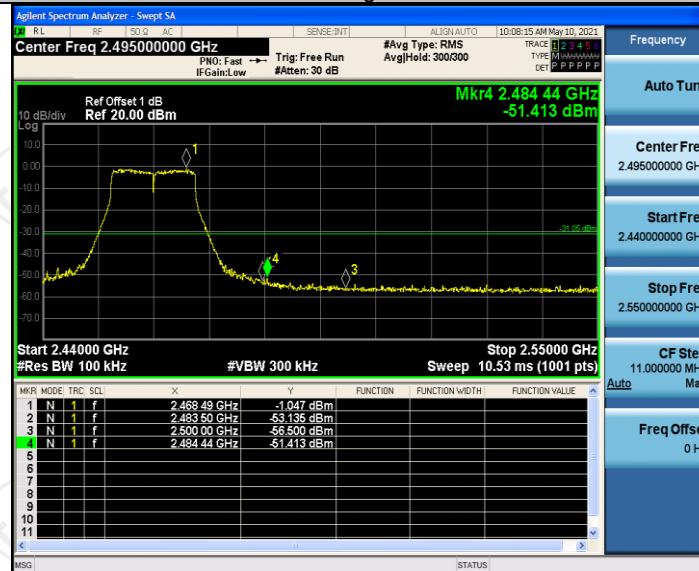 Agilent Spectrum Analyzer - Swept SA
RL RF 50 Ω AC SENSE:INT ALIGN AUTO 10:08:15 AM May 10, 2021
Center Freq 2.495000000 GHz #Avg Type: RMS TRACE 1 2 3 4 5 6
PNO: Fast Trig: Free Run Avg|Hold: 300/300 TYPE M
IFGain:Low #Atten: 30 dB DET P P P P P P
Frequency
Auto Tun
Mkr4 2.484 44 GHz
-51.413 dBm
Ref Offset 1 dB
10 dB/div Ref 20.00 dBm
Log
10.0
0.00
-10.0
-20.0
-30.0
-40.0
-50.0
-60.0
-70.0
1
4
3
-31.05 dBm
Start 2.44000 GHz Stop 2.55000 GHz
#Res BW 100 kHz #VBW 300 kHz Sweep 10.53 ms (1001 pts)
MKR MODE TRC SCL X Y FUNCTION FUNCTION WIDTH FUNCTION VALUE
1 N 1 f 2.468 49 GHz -1.047 dBm
2 N 1 f 2.483 50 GHz -53.135 dBm
3 N 1 f 2.500 00 GHz -56.500 dBm
4 N 1 f 2.484 44 GHz -51.413 dBm
5
6
7
8
9
10
11
MSG STATUS
Center Fre
2.495000000 GH
Start Fre
2.440000000 GH
Stop Fre
2.550000000 GH
CF Ste
11.000000 MH
Auto Ma
Freq Offse
0 H